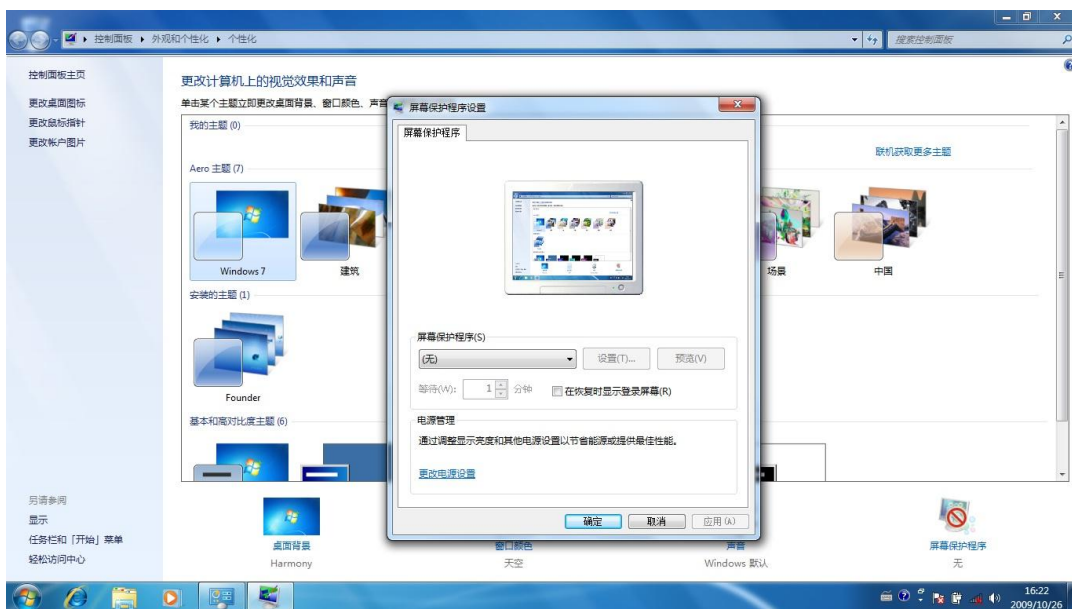 控制面板 ▸ 外观和个性化 ▸ 个性化
搜索控制面板
控制面板主页
更改桌面图标
更改鼠标指针
更改帐户图片
另请参阅
显示
任务栏和「开始」菜单
轻松访问中心
更改计算机上的视觉效果和声音
单击某个主题立即更改桌面背景、窗口颜色、声音
我的主题 (0)
联机获取更多主题
Aero 主题 (7)
Windows 7
建筑
场景
中国
安装的主题 (1)
Founder
基本和高对比度主题 (6)
桌面背景
Harmony
窗口颜色
天空
声音
Windows 默认
屏幕保护程序
无
屏幕保护程序设置
屏幕保护程序
屏幕保护程序(S)
(无)
设置(T)...
预览(V)
等待(W):
1
分钟
在恢复时显示登录屏幕(R)
电源管理
通过调整显示亮度和其他电源设置以节省能源或提供最佳性能。
更改电源设置
确定
取消
应用(A)
16:22
2009/10/26